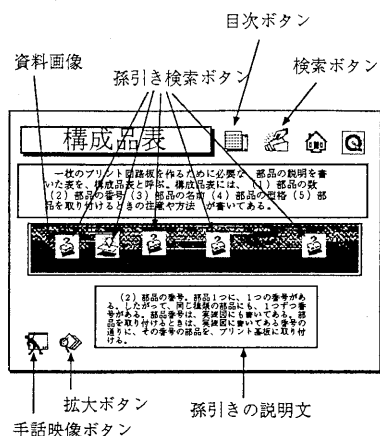 目次ボタン
資料画像
孫引き検索ボタン
検索ボタン
構成品表
一枚のプリント回路板を作るために必要な、部品の説明を書
いた表を、構成品表と呼ぶ。構成品表には、(1)部品の数
(2)部品の番号(3)部品の名前(4)部品の型格(5)部
品を取り付けるときの注意や方法 が書いてある。
(2)部品の番号。部品1つに、1つの番号があ
る。したがって、同じ種類の部品にも、1つずつ番
号がある。部品番号は、実装図にも書いてある。部
品を取り付けるときは、実装図に書いてある番号の
通りに、その番号の部品を、プリント基板に取り付
ける。
拡大ボタン
孫引きの説明文
手話映像ボタン